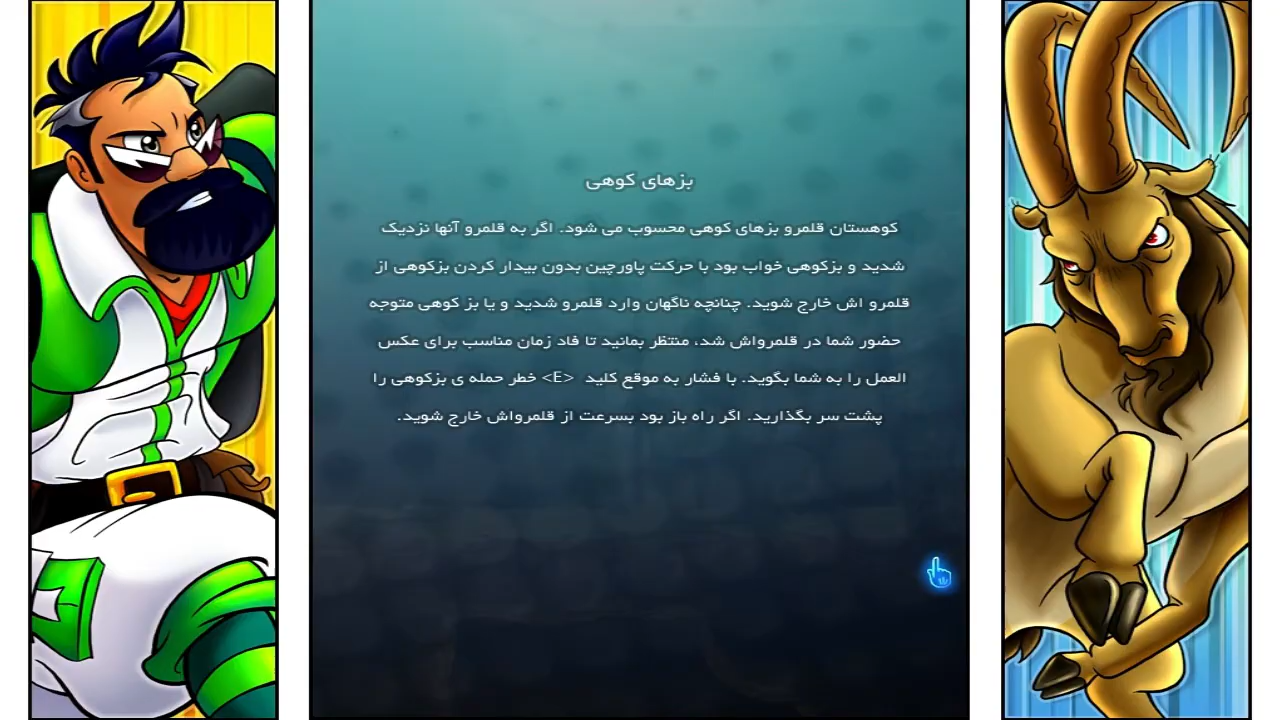 بزهای کوهی
کوهستان قلمرو بزهای کوهی محسوب می شود. اگر به قلمرو آنها نزدیک
شدید و بزکوهی خواب بود با حرکت پاورچین بدون بیدار کردن بزکوهی از
قلمرو اش خارج شوید. چنانچه ناگهان وارد قلمرو شدید و یا بز کوهی متوجه
حضور شما در قلمرواش شد، منتظر بمانید تا فاد زمان مناسب برای عکس
العمل را به شما بگوید. با فشار به موقع کلید <E> خطر حمله ی بزکوهی را
پشت سر بگذارید. اگر راه باز بود بسرعت از قلمرواش خارج شوید.